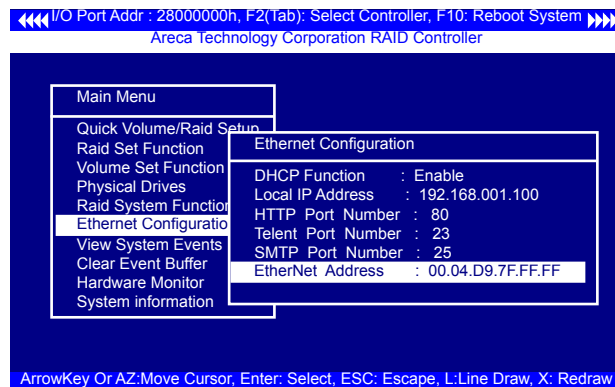 I/O Port Addr : 28000000h, F2(Tab): Select Controller, F10: Reboot System
Areca Technology Corporation RAID Controller
Main Menu
Quick Volume/Raid Setup
Raid Set Function
Volume Set Function
Physical Drives
Raid System Function
Ethernet Configuratio
View System Events
Clear Event Buffer
Hardware Monitor
System information
Ethernet Configuration
DHCP Function : Enable
Local IP Address : 192.168.001.100
HTTP Port Number : 80
Telent Port Number : 23
SMTP Port Number : 25
EtherNet Address : 00.04.D9.7F.FF.FF
ArrowKey Or AZ:Move Cursor, Enter: Select, ESC: Escape, L:Line Draw, X: Redraw